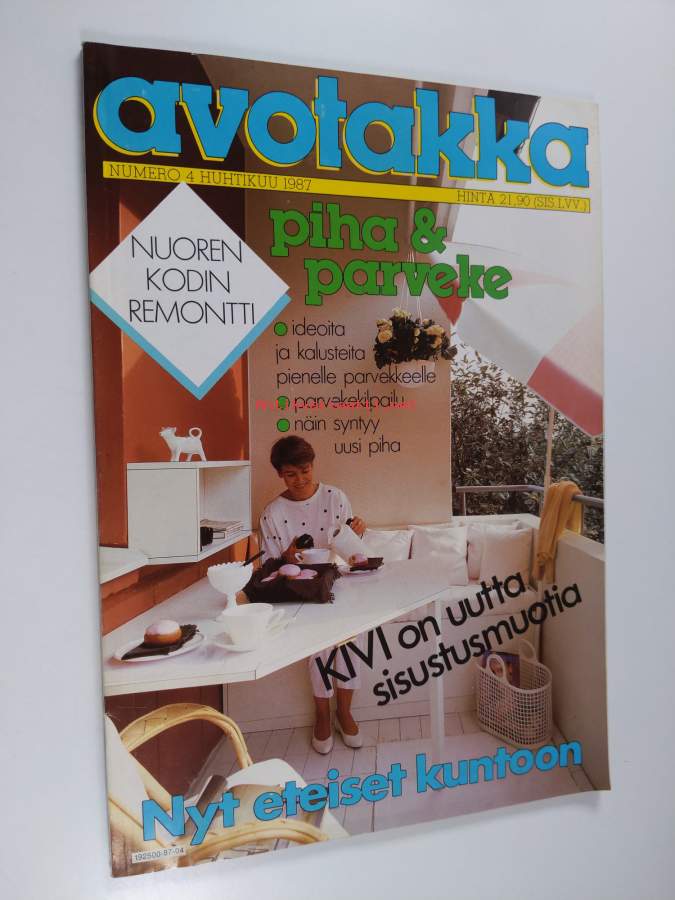 avotakka
NUMERO 4 HUHTIKUU 1987
HINTA 21,90 (SIS.LVV.)
NUOREN
KODIN
REMONTTI
piha &
parveke
ideoita
ja kalusteita
pienelle parvekkeelle
parvekekilpailu
näin syntyy
uusi piha
KIVI on uutta
sisustusmuotia
Nyt eteiset kuntoon
192500-87-04